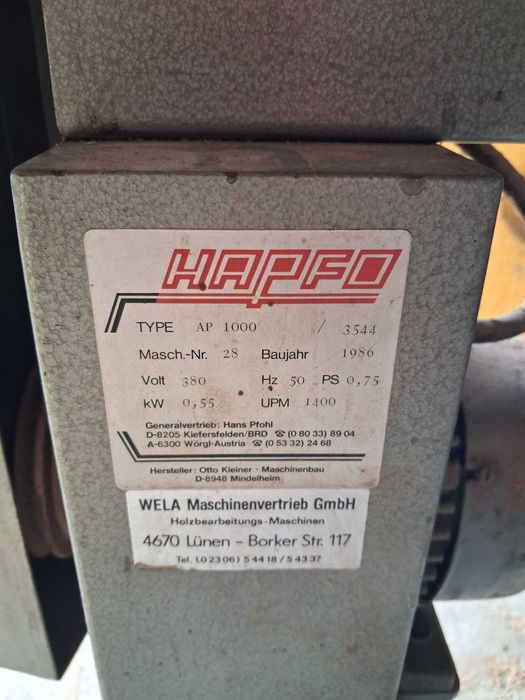 HAPFO
TYPE AP 1000 / 3544
Masch.-Nr. 28 Baujahr 1986
Volt 380 Hz 50 PS 0,75
kW 0,55 UPM 1400
Generalvertrieb: Hans Pfohl
D-8205 Kiefersfelden/BRD ☎ (0 80 33) 89 04
A-6300 Wörgl-Austria ☎ (0 53 32) 24 68
Hersteller: Otto Kleiner · Maschinenbau
D-8948 Mindelheim
WELA Maschinenvertrieb GmbH
Holzbearbeitungs-Maschinen
4670 Lünen - Borker Str. 117
Tel. (0 23 06) 5 44 18 / 5 43 37